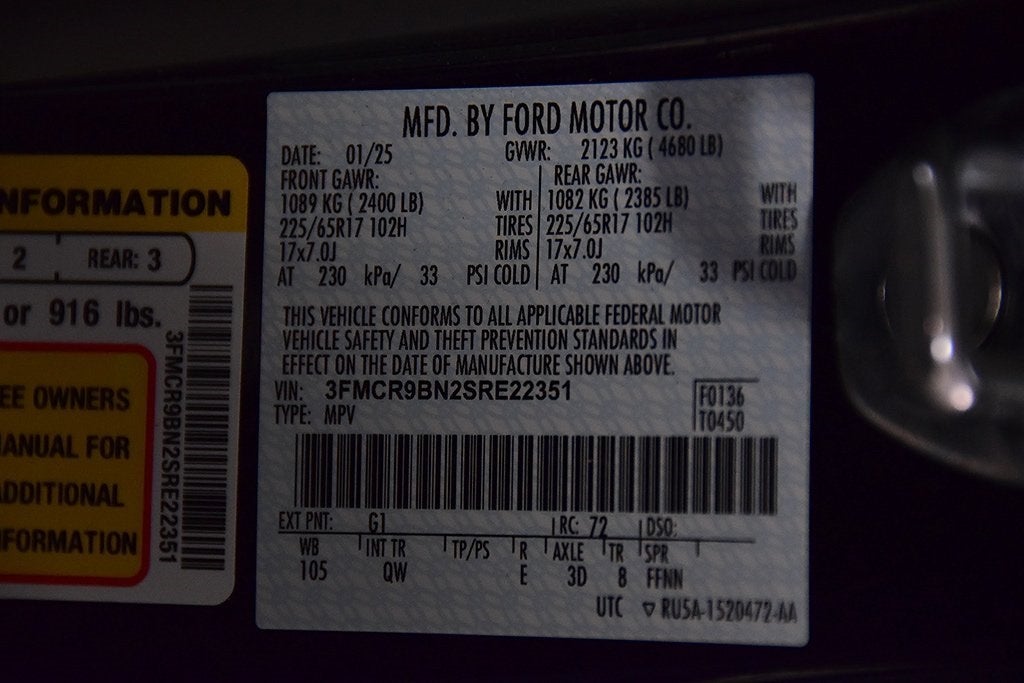 NFORMATION
2 REAR: 3
or 916 lbs.
EE OWNERS
ANUAL FOR
ADDITIONAL
FORMATION
3FMCR9BN2SRE22351
MFD. BY FORD MOTOR CO.
DATE: 01/25 GVWR: 2123 KG ( 4680 LB)
FRONT GAWR: REAR GAWR:
1089 KG ( 2400 LB) WITH 1082 KG ( 2385 LB) WITH
225/65R17 102H TIRES 225/65R17 102H TIRES
17x7.0J RIMS 17x7.0J RIMS
AT 230 kPa/ 33 PSI COLD AT 230 kPa/ 33 PSI COLD
THIS VEHICLE CONFORMS TO ALL APPLICABLE FEDERAL MOTOR
VEHICLE SAFETY AND THEFT PREVENTION STANDARDS IN
EFFECT ON THE DATE OF MANUFACTURE SHOWN ABOVE.
VIN: 3FMCR9BN2SRE22351 F0136
TYPE: MPV T0450
EXT PNT: G1 RC: 72 DSO:
WB INT TR TP/PS R AXLE TR SPR
105 QW E 3D 8 FFNN
UTC ▽ RU5A-1520472-AA